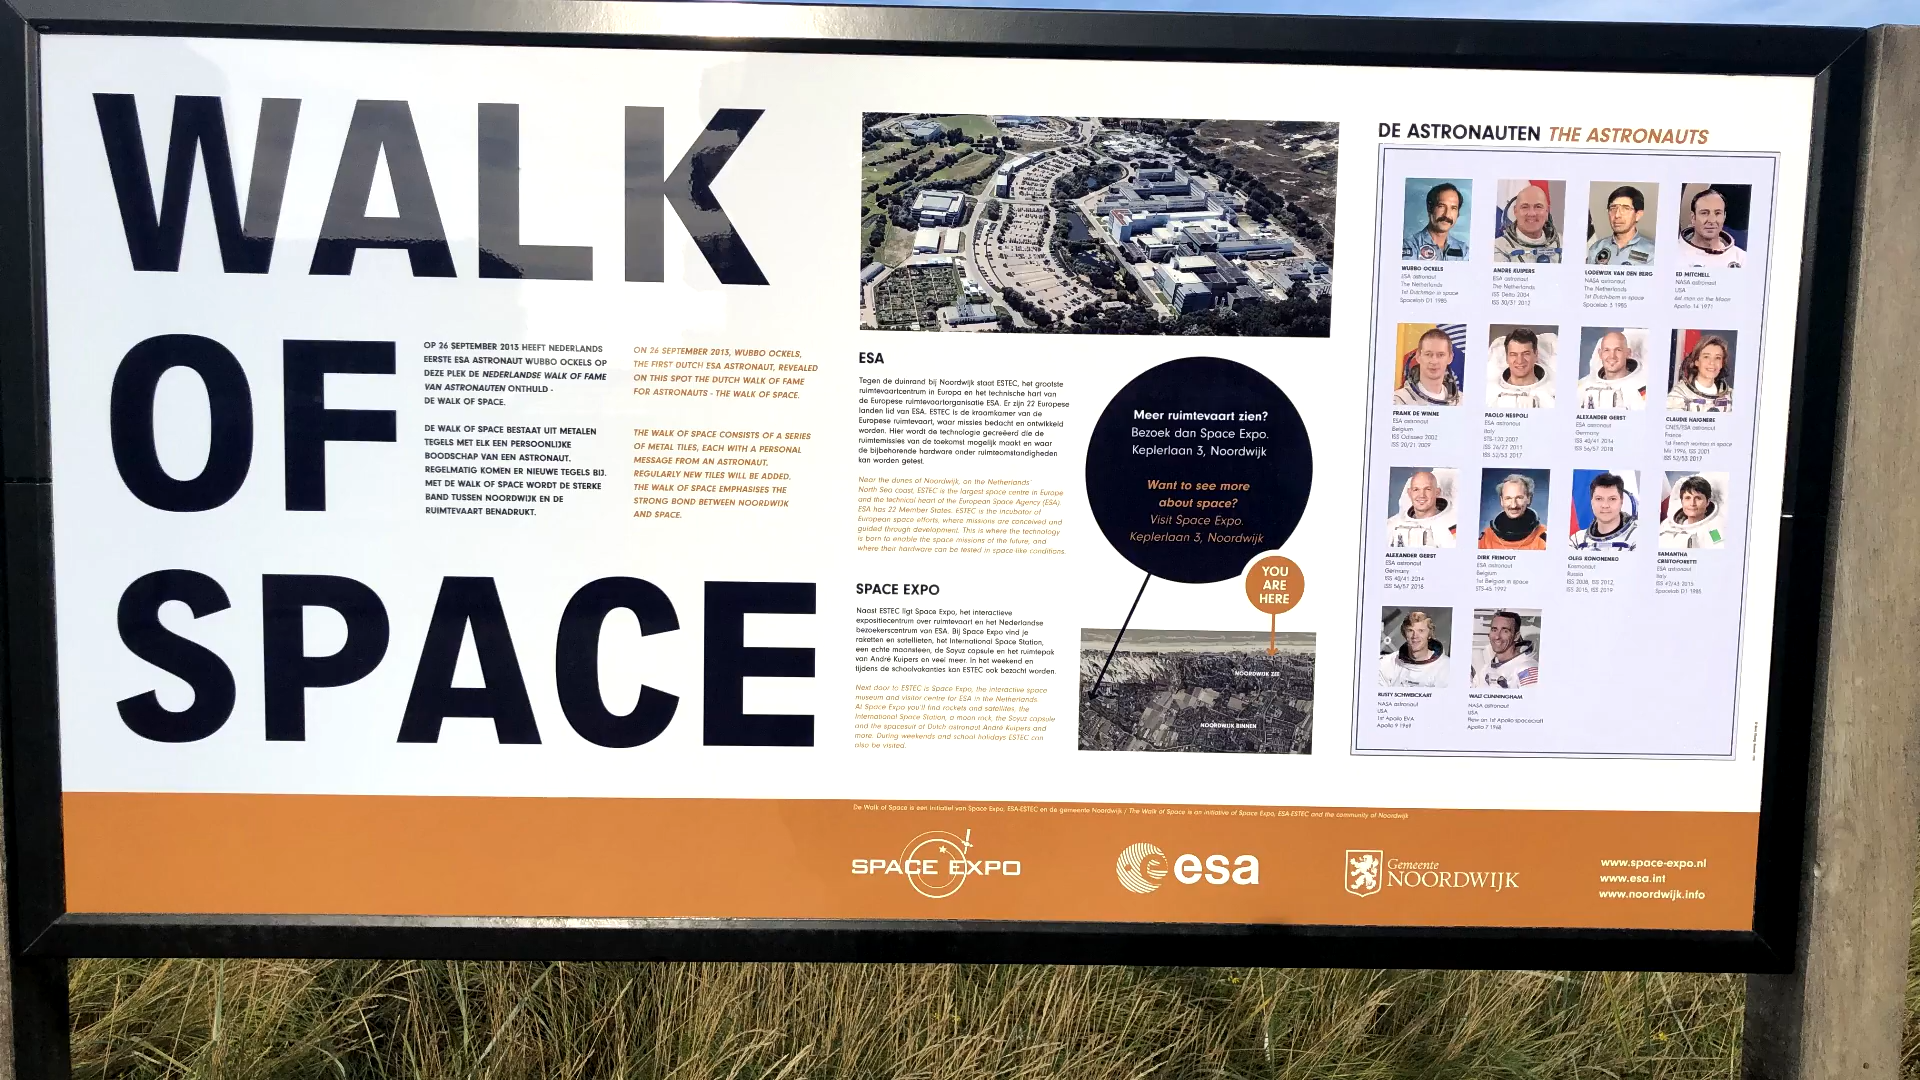 WALK
OF
SPACE
OP 26 SEPTEMBER 2013 HEEFT NEDERLANDS
EERSTE ESA ASTRONAUT WUBBO OCKELS OP
DEZE PLEK DE NEDERLANDSE WALK OF FAME
VAN ASTRONAUTEN ONTHULD -
DE WALK OF SPACE.
DE WALK OF SPACE BESTAAT UIT METALEN
TEGELS MET ELK EEN PERSOONLIJKE
BOODSCHAP VAN EEN ASTRONAUT.
REGELMATIG KOMEN ER NIEUWE TEGELS BIJ.
MET DE WALK OF SPACE WORDT DE STERKE
BAND TUSSEN NOORDWIJK EN DE
RUIMTEVAART BENADRUKT.
ON 26 SEPTEMBER 2013, WUBBO OCKELS,
THE FIRST DUTCH ESA ASTRONAUT, REVEALED
ON THIS SPOT THE DUTCH WALK OF FAME
FOR ASTRONAUTS - THE WALK OF SPACE.
THE WALK OF SPACE CONSISTS OF A SERIES
OF METAL TILES, EACH WITH A PERSONAL
MESSAGE FROM AN ASTRONAUT.
REGULARLY NEW TILES WILL BE ADDED.
THE WALK OF SPACE EMPHASISES THE
STRONG BOND BETWEEN NOORDWIJK
AND SPACE.
ESA
Tegen de duinrand bij Noordwijk staat ESTEC, het grootste
ruimtevaartcentrum in Europa en het technische hart van
de Europese ruimtevaartorganisatie ESA. Er zijn 22 Europese
landen lid van ESA. ESTEC is de kraamkamer van de
Europese ruimtevaart, waar missies bedacht en ontwikkeld
worden. Hier wordt de technologie gecreëerd die de
ruimtemissies van de toekomst mogelijk maakt en waar
de bijbehorende hardware onder ruimteomstandigheden
kan worden getest.
Near the dunes of Noordwijk, on the Netherlands'
North Sea coast, ESTEC is the largest space centre in Europe
and the technical heart of the European Space Agency (ESA).
ESA has 22 Member States. ESTEC is the incubator of
European space efforts, where missions are conceived and
guided through development. This is where the technology
is born to enable the space missions of the future, and
where their hardware can be tested in space like conditions.
SPACE EXPO
Naast ESTEC ligt Space Expo, het interactieve
expositiecentrum over ruimtevaart en het Nederlandse
bezoekerscentrum van ESA. Bij Space Expo vind je
raketten en satellieten, het International Space Station,
een echte maansteen, de Soyuz capsule en het ruimtepak
van André Kuipers en veel meer. In het weekend en
tijdens de schoolvakanties kan ESTEC ook bezocht worden.
Next door to ESTEC is Space Expo, the interactive space
museum and visitor centre for ESA in the Netherlands.
At Space Expo you'll find rockets and satellites, the
International Space Station, a moon rock, the Soyuz capsule
and the spacesuit of Dutch astronaut André Kuipers and
more. During weekends and school holidays ESTEC can
also be visited.
Meer ruimtevaart zien?
Bezoek dan Space Expo.
Keplerlaan 3, Noordwijk
Want to see more
about space?
Visit Space Expo.
Keplerlaan 3, Noordwijk
YOU
ARE
HERE
NOORDWIJK ZEE
NOORDWIJK BINNEN
DE ASTRONAUTEN THE ASTRONAUTS
WUBBO OCKELS
ESA astronaut
The Netherlands
1st Dutchman in space
Spacelab D1 1985
ANDRE KUIPERS
ESA astronaut
The Netherlands
ISS Delta 2004
ISS 30/31 2012
LODEWIJK VAN DEN BERG
NASA astronaut
The Netherlands
1st Dutch-born in space
Spacelab 3 1985
ED MITCHELL
NASA astronaut
USA
6st man on the Moon
Apollo 14 1971
FRANK DE WINNE
ESA astronaut
Belgium
ISS Odissea 2002
ISS 20/21 2009
PAOLO NESPOLI
ESA astronaut
Italy
STS-120 2007
ISS 26/27 2011
ISS 52/53 2017
ALEXANDER GERST
ESA astronaut
Germany
ISS 40/41 2014
ISS 56/57 2018
CLAUDIE HAIGNERE
CNES/ESA astronaut
France
1st French woman in space
Mir 1996, ISS 2001
ISS 52/53 2017
ALEXANDER GERST
ESA astronaut
Germany
ISS 40/41 2014
ISS 56/57 2018
DIRK FRIMOUT
ESA astronaut
Belgium
1st Belgian in space
STS-45 1992
OLEG KONONENKO
Kosmonaut
Russia
ISS 2008, ISS 2012,
ISS 2015, ISS 2019
SAMANTHA
CRISTOFORETTI
ESA astronaut
Italy
ISS 42/43 2015
Spacelab D1 1985
RUSTY SCHWEICKART
NASA astronaut
USA
1st Apollo EVA
Apollo 9 1969
WALT CUNNINGHAM
NASA astronaut
USA
Flew on 1st Apollo spacecraft
Apollo 7 1968
De Walk of Space is een initiatief van Space Expo, ESA-ESTEC en de gemeente Noordwijk / The Walk of Space is an initiative of Space Expo, ESA-ESTEC and the community of Noordwijk
SPACE EXPO
esa
Gemeente
NOORDWIJK
www.space-expo.nl
www.esa.int
www.noordwijk.info